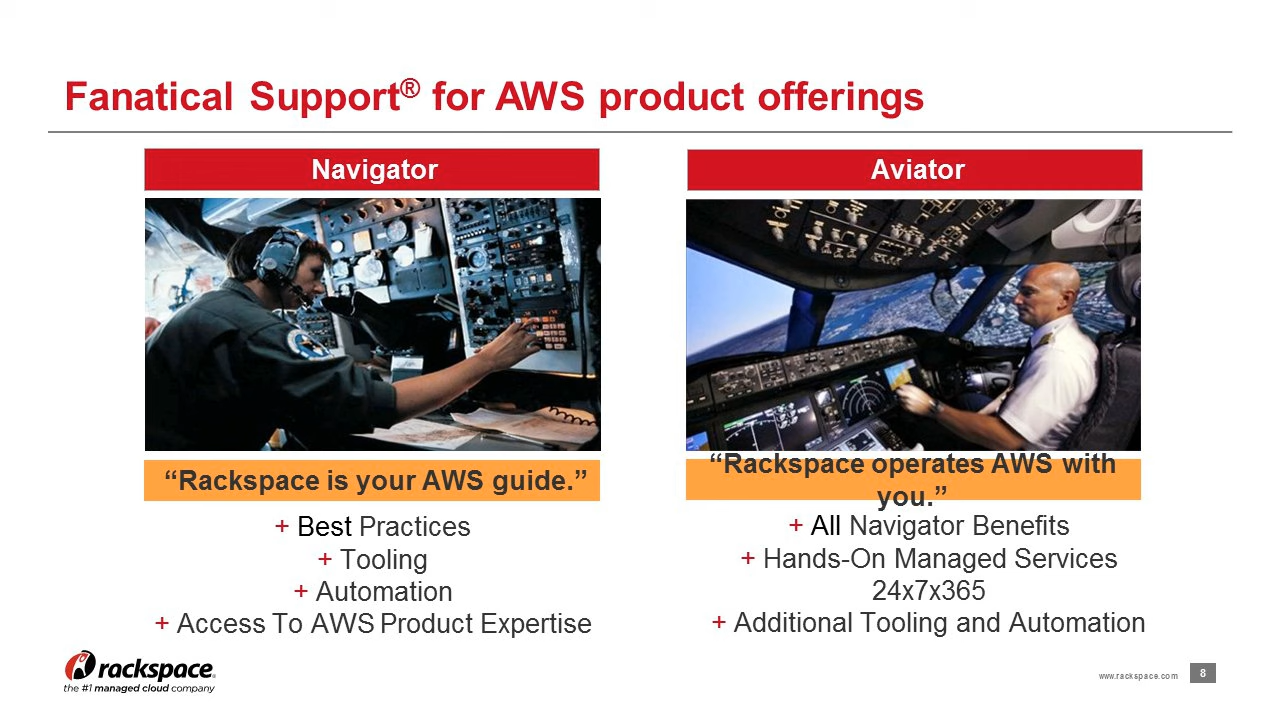 Fanatical Support® for AWS product offerings
Navigator
“Rackspace is your AWS guide.”
+ Best Practices
+ Tooling
+ Automation
+ Access To AWS Product Expertise
Aviator
“Rackspace operates AWS with
you.”
+ All Navigator Benefits
+ Hands-On Managed Services
24x7x365
+ Additional Tooling and Automation
rackspace®
the #1 managed cloud company
www.rackspace.com
8